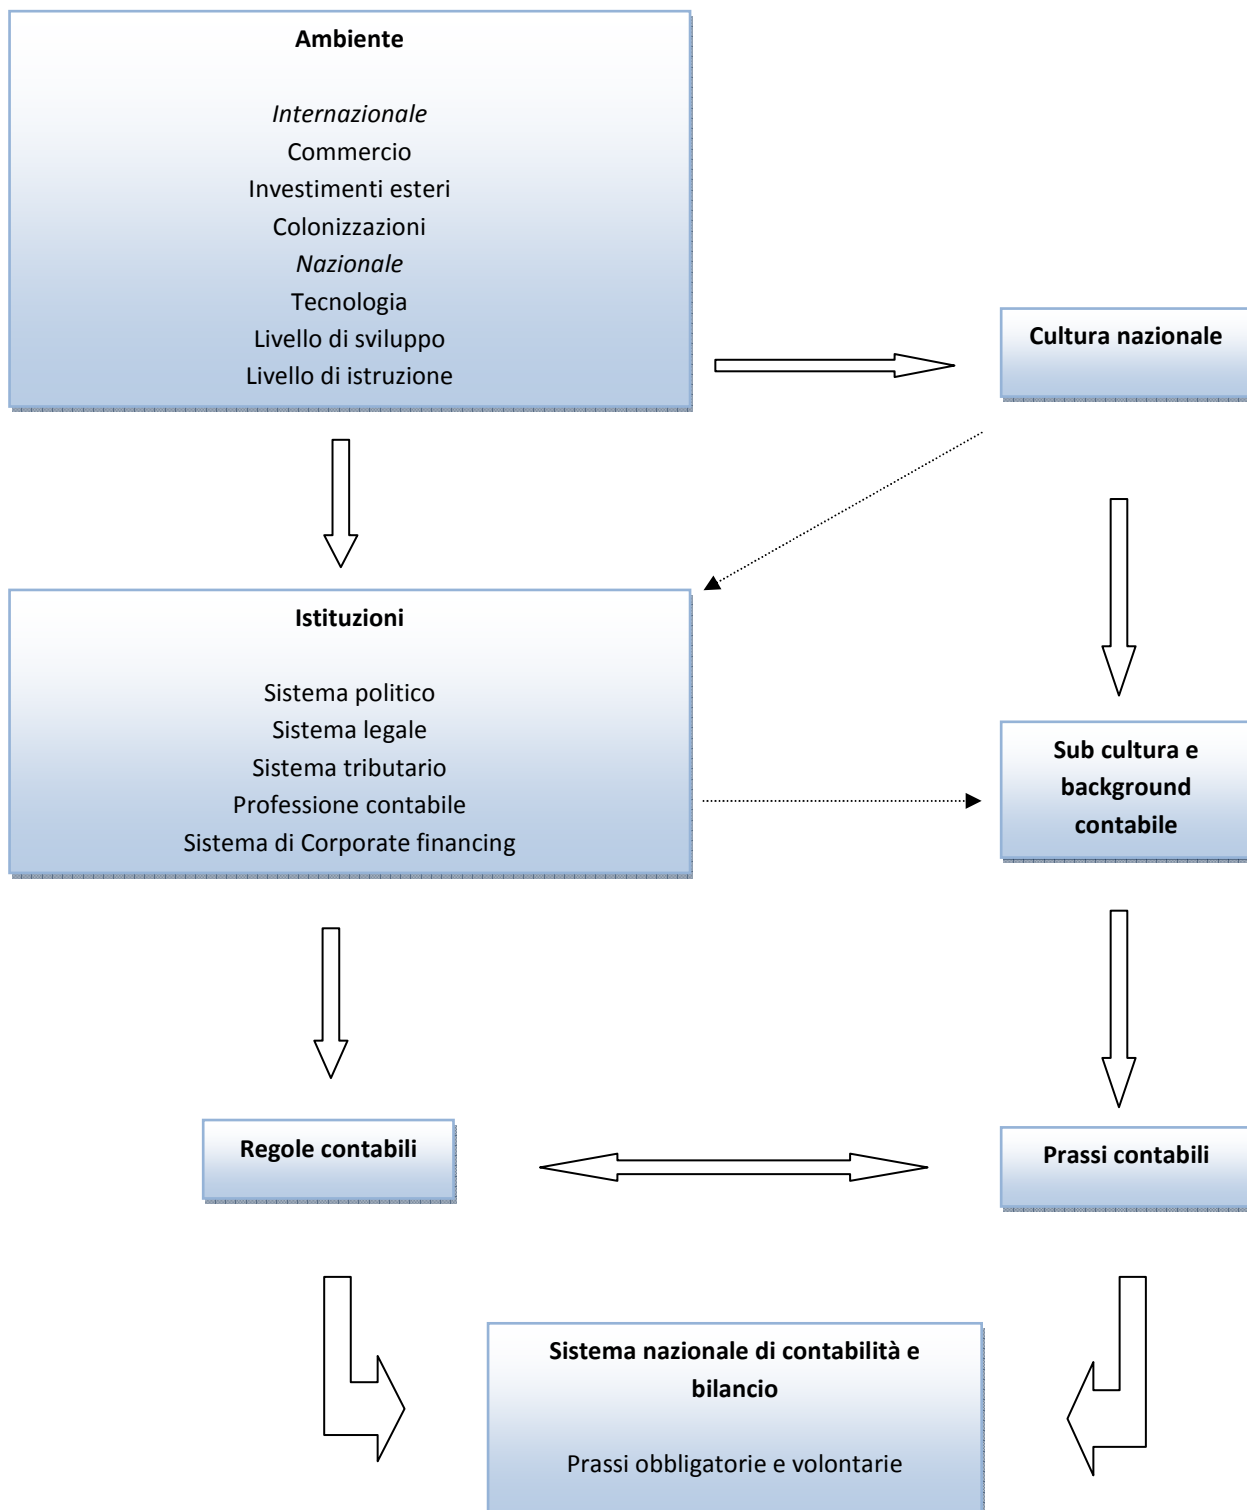 Ambiente
Internazionale
Commercio
Investimenti esteri
Colonizzazioni
Nazionale
Tecnologia
Livello di sviluppo
Livello di istruzione
Cultura nazionale
Istituzioni
Sistema politico
Sistema legale
Sistema tributario
Professione contabile
Sistema di Corporate financing
Sub cultura e
background
contabile
Regole contabili
Prassi contabili
Sistema nazionale di contabilità e
bilancio
Prassi obbligatorie e volontarie